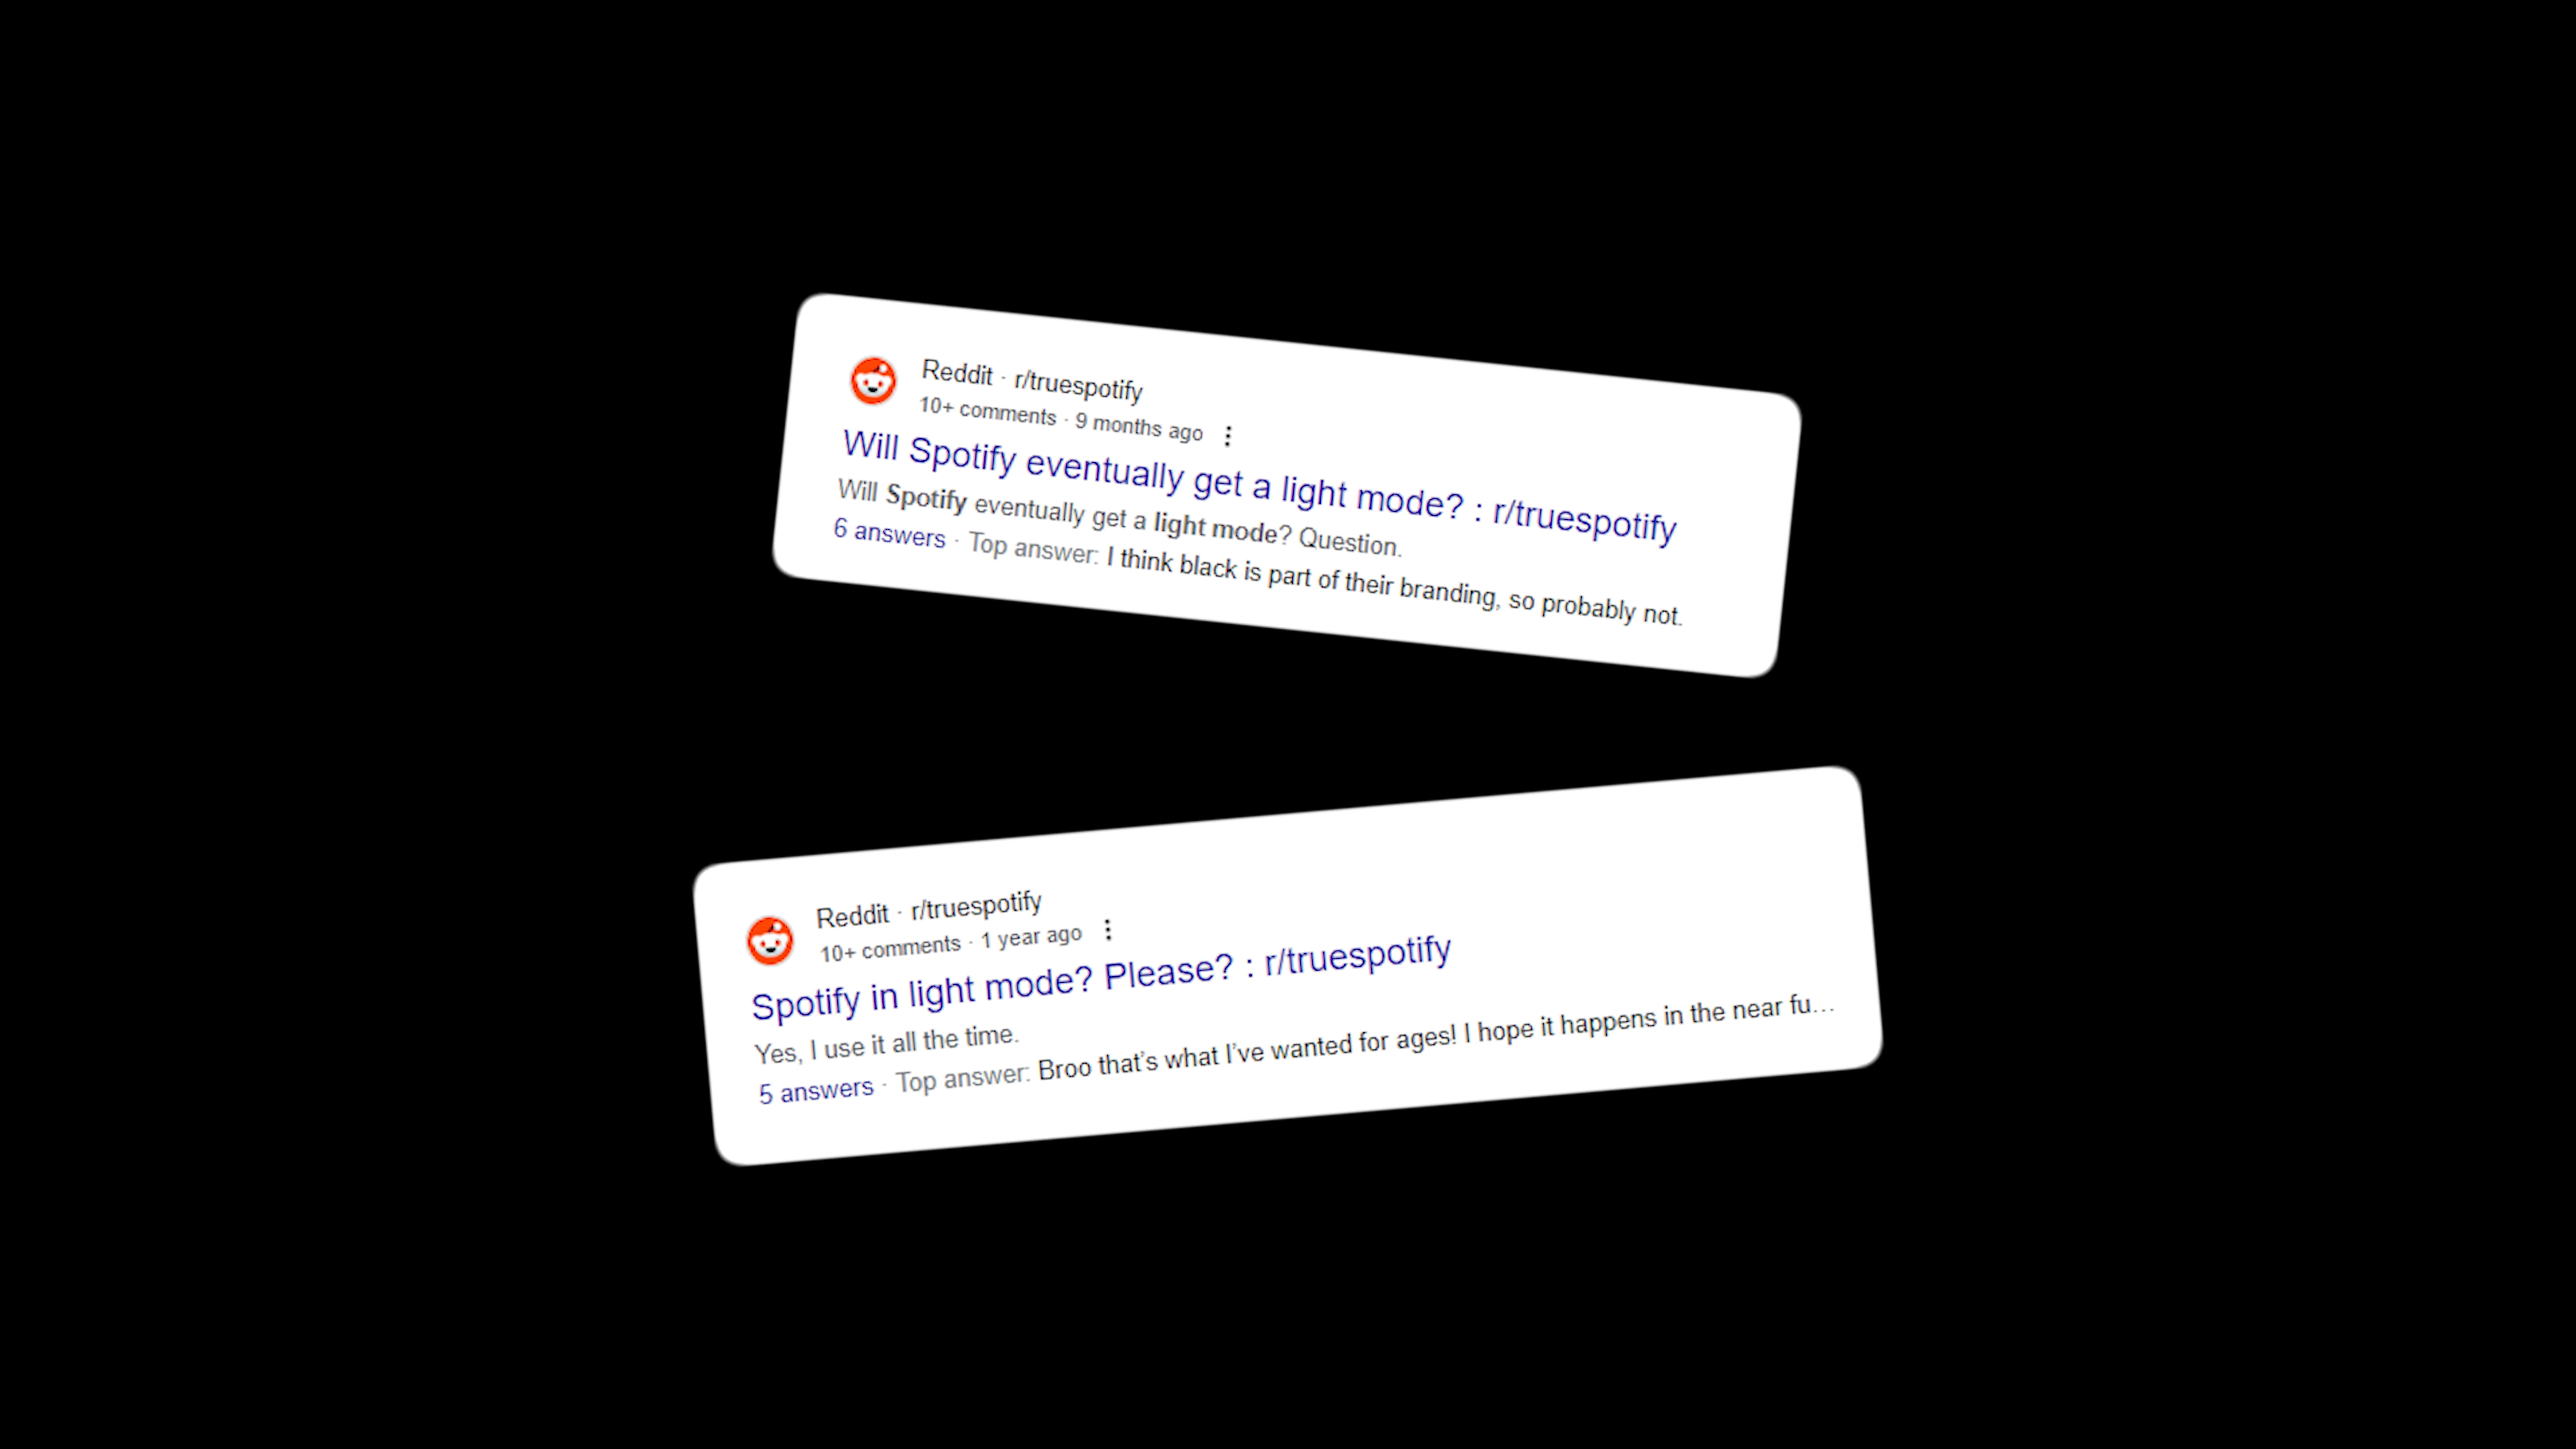 Reddit · r/truespotify
10+ comments · 9 months ago
Will Spotify eventually get a light mode? : r/truespotify
Will Spotify eventually get a light mode? Question.
6 answers · Top answer: I think black is part of their branding, so probably not.
Reddit · r/truespotify
10+ comments · 1 year ago
Spotify in light mode? Please? : r/truespotify
Yes, I use it all the time.
5 answers · Top answer: Broo that's what I've wanted for ages! I hope it happens in the near fu...